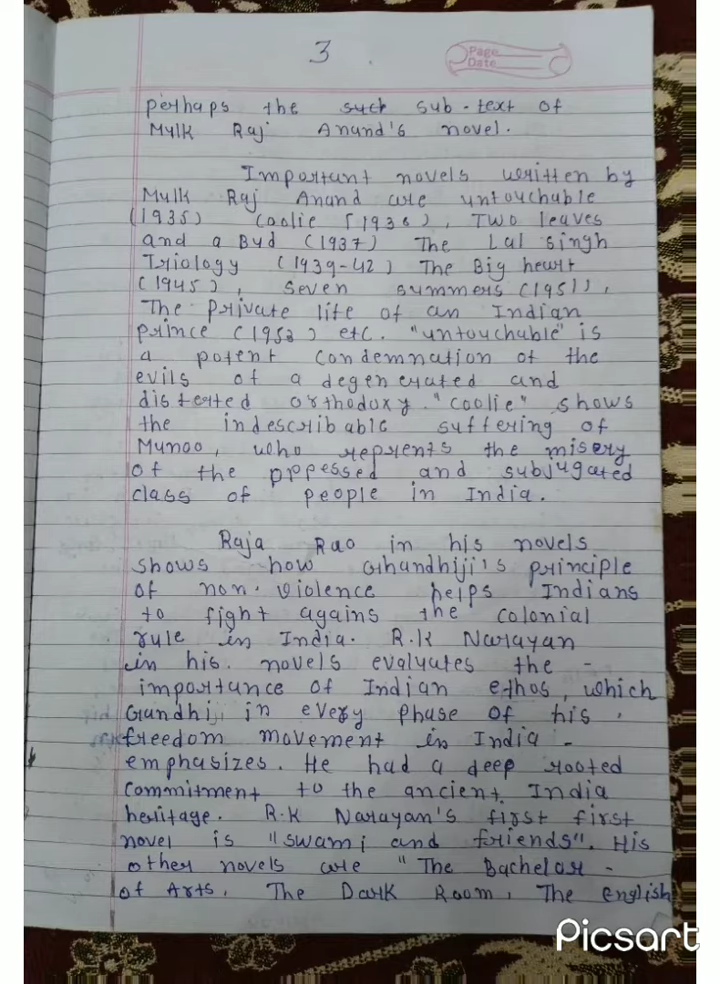 3
Page
Date
perhaps the such sub-text of
Mulk Raj Anand's novel.
Important novels written by
Mulk Raj Anand are untouchable
(1935) Coolie (1936), Two leaves
and a Bud (1937) The Lal Singh
Triology (1939-42) The Big heart
(1945), Seven summers (1951),
The private life of an Indian
prince (1953) etc. "untouchable" is
a potent condemnation of the
evils of a degenerated and
distorted orthodoxy. "Coolie" shows
the indescribable suffering of
Munoo, who reprents the misery
of the pppessed and subjugated
class of people in India.
Raja Rao in his novels
shows how Ghandhiji's principle
of non-violence helps Indians
to fight agains the colonial
rule in India. R.K Narayan
in his. novels evaluates the -
importance of Indian ethos, which
Gandhiji in every phase of his
freedom movement in India -
emphasizes. He had a deep rooted
Commitment to the ancient India
heritage. R.K Narayan's first first
novel is "Swami and friends". His
other novels are "The Bachelor -
of Arts, The Dark Room, The english
Picsart